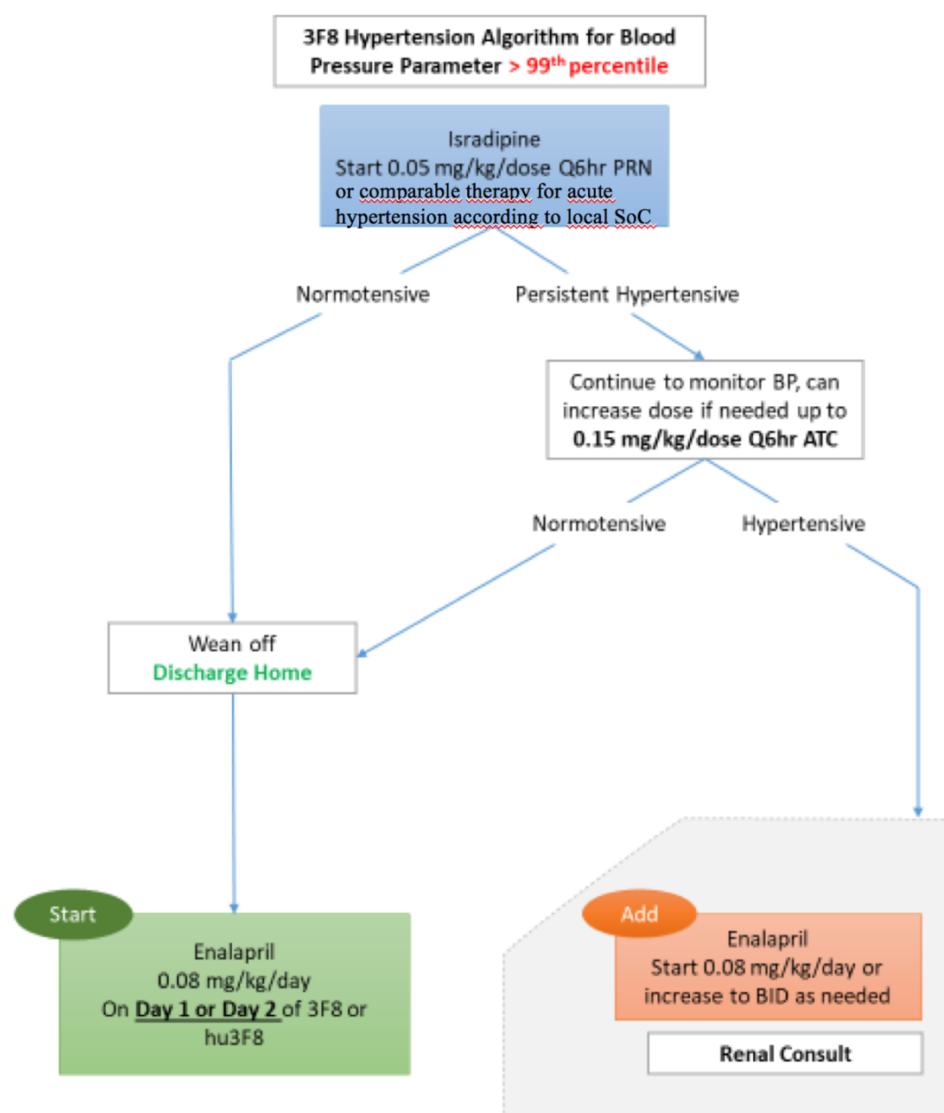 3F8 Hypertension Algorithm for Blood
Pressure Parameter > 99th percentile
Isradipine
Start 0.05 mg/kg/dose Q6hr PRN
or comparable therapy for acute
hypertension according to local SoC
Normotensive
Persistent Hypertensive
Continue to monitor BP, can
increase dose if needed up to
0.15 mg/kg/dose Q6hr ATC
Normotensive
Hypertensive
Wean off
Discharge Home
Start
Enalapril
0.08 mg/kg/day
On Day 1 or Day 2 of 3F8 or
hu3F8
Add
Enalapril
Start 0.08 mg/kg/day or
increase to BID as needed
Renal Consult